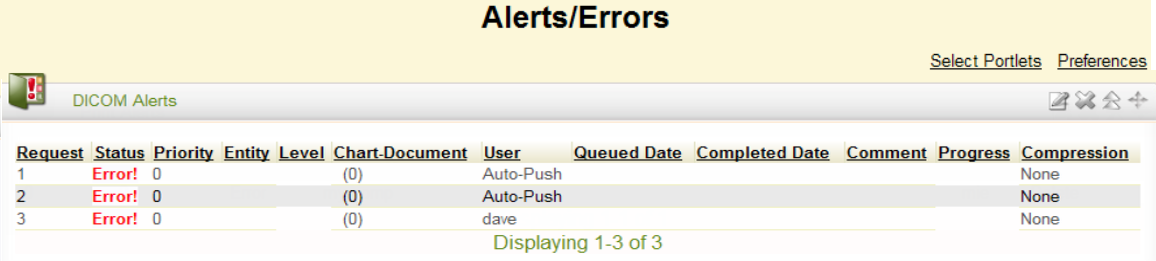 Alerts/Errors
Select Portlets Preferences
DICOM Alerts
Request Status Priority Entity Level Chart-Document User Queued Date Completed Date Comment Progress Compression
1 Error! 0 (0) Auto-Push None
2 Error! 0 (0) Auto-Push None
3 Error! 0 (0) dave None
Displaying 1-3 of 3